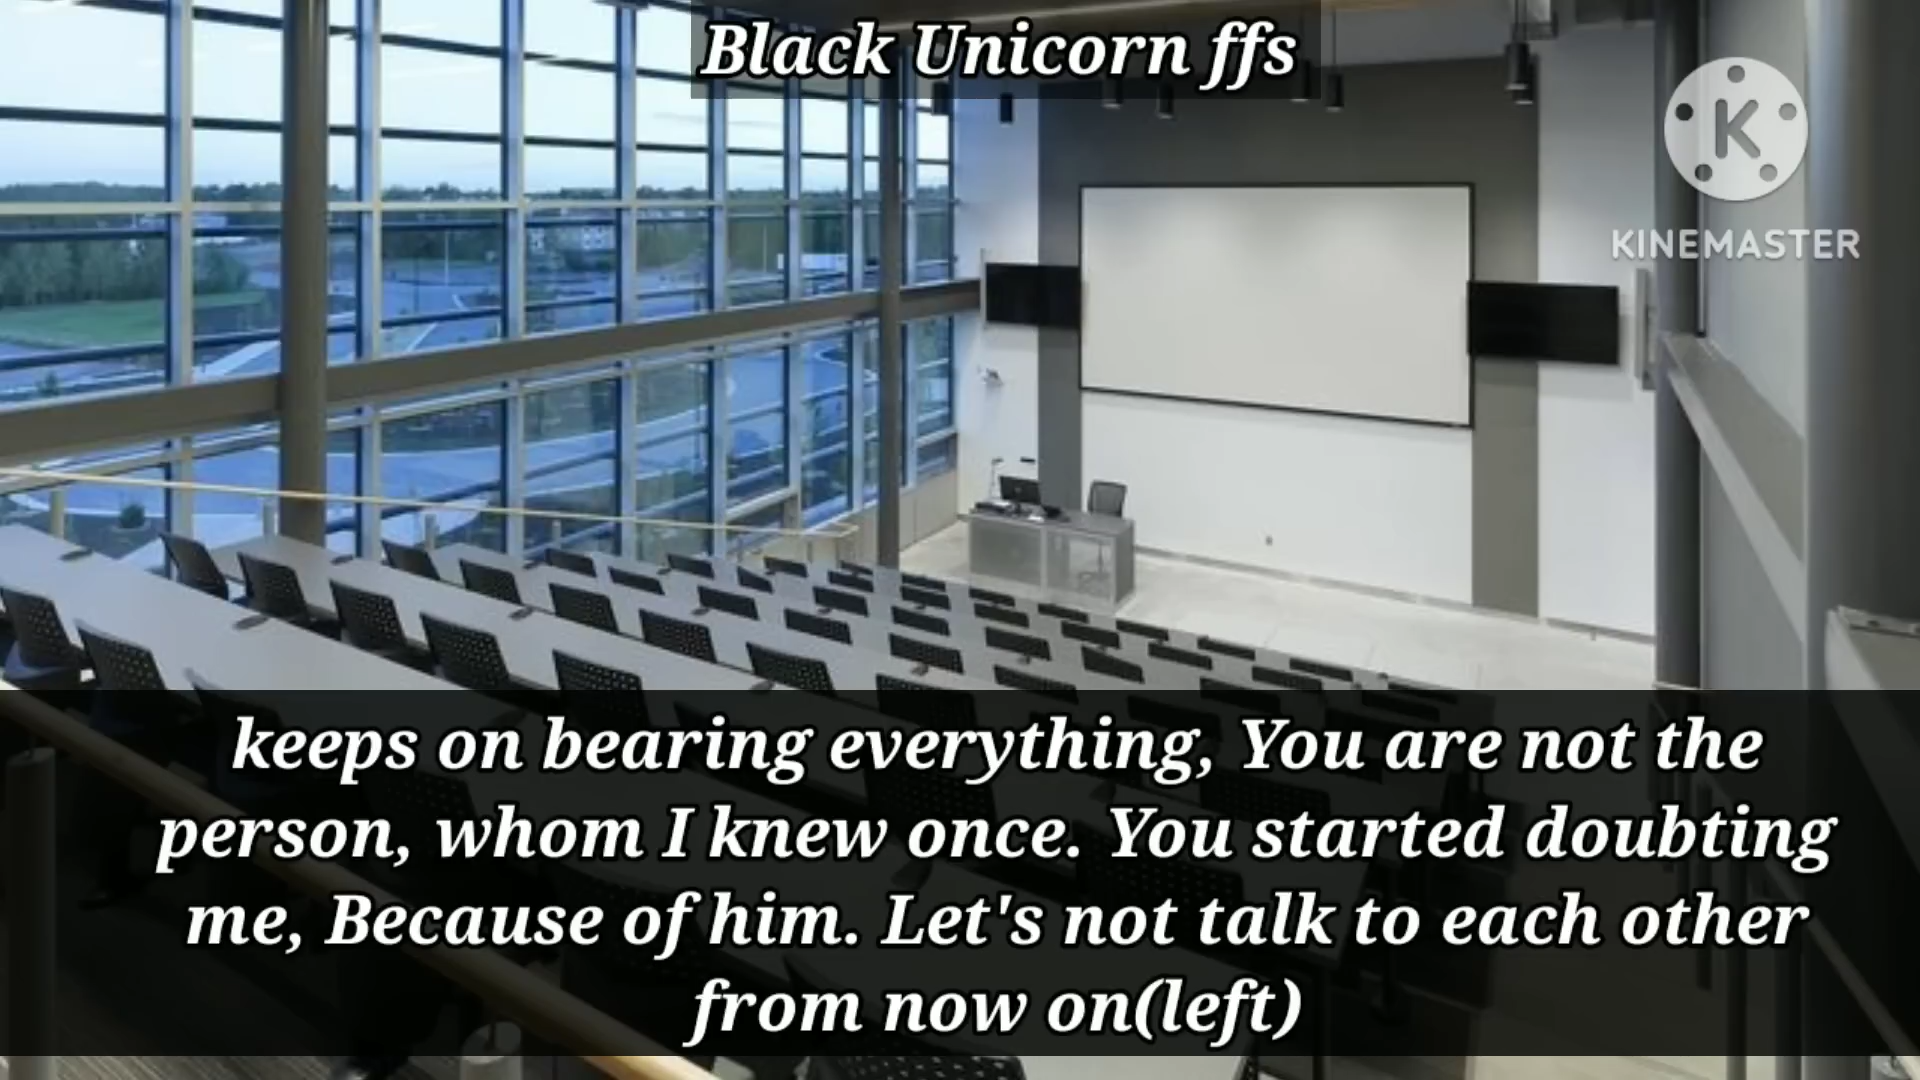 Black Unicorn ffs
K
KINEMASTER
keeps on bearing everything, You are not the
person, whom I knew once. You started doubting
me, Because of him. Let's not talk to each other
from now on(left)